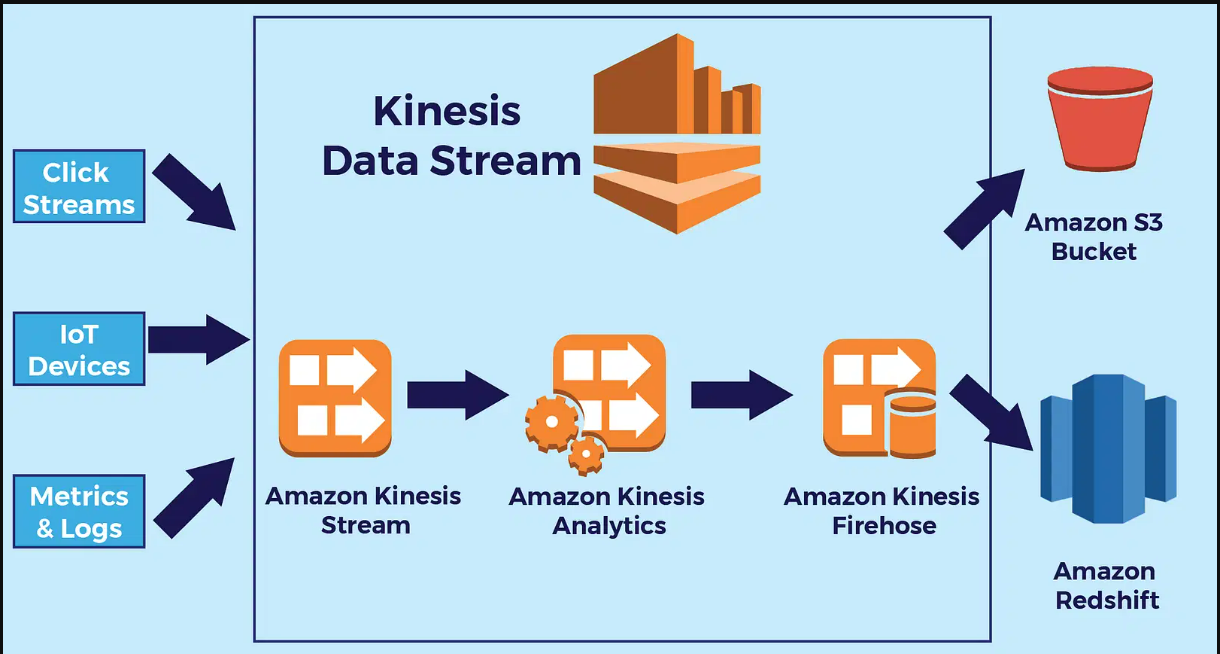 Kinesis
Data Stream
Click
Streams
IoT
Devices
Metrics
& Logs
Amazon Kinesis
Stream
Amazon Kinesis
Analytics
Amazon Kinesis
Firehose
Amazon S3
Bucket
Amazon
Redshift